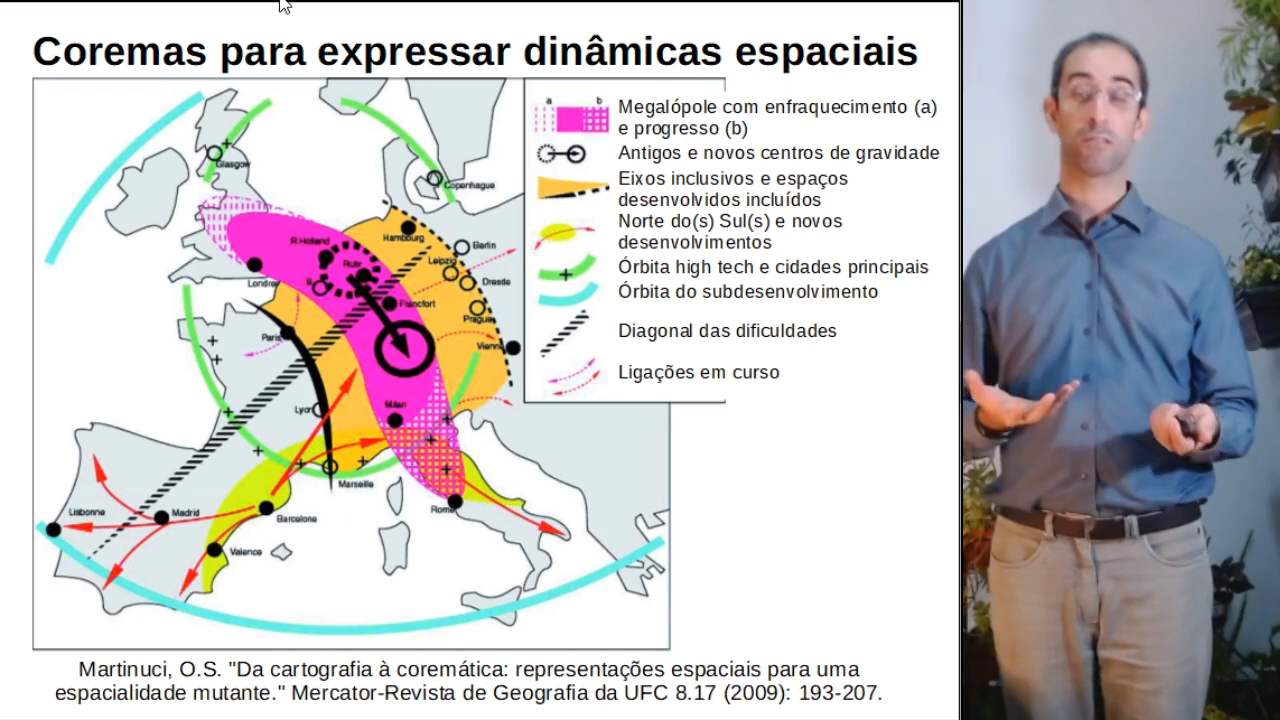 Coremas para expressar dinâmicas espaciais
a b
Megalópole com enfraquecimento (a)
e progresso (b)
Antigos e novos centros de gravidade
Eixos inclusivos e espaços
desenvolvidos incluídos
Norte do(s) Sul(s) e novos
desenvolvimentos
Órbita high tech e cidades principais
Órbita do subdesenvolvimento
Diagonal das dificuldades
Ligações em curso
Glasgow
Copenhague
Hambourg
Berlin
R Holland
Ruhr
Leipzig
Dresde
Londres
Francfort
Prague
Paris
Vienne
Lyon
Milan
Marseille
Rome
Lisbonne
Madrid
Barcelone
Valence
Martinuci, O.S. "Da cartografia à coremática: representações espaciais para uma
espacialidade mutante." Mercator-Revista de Geografia da UFC 8.17 (2009): 193-207.